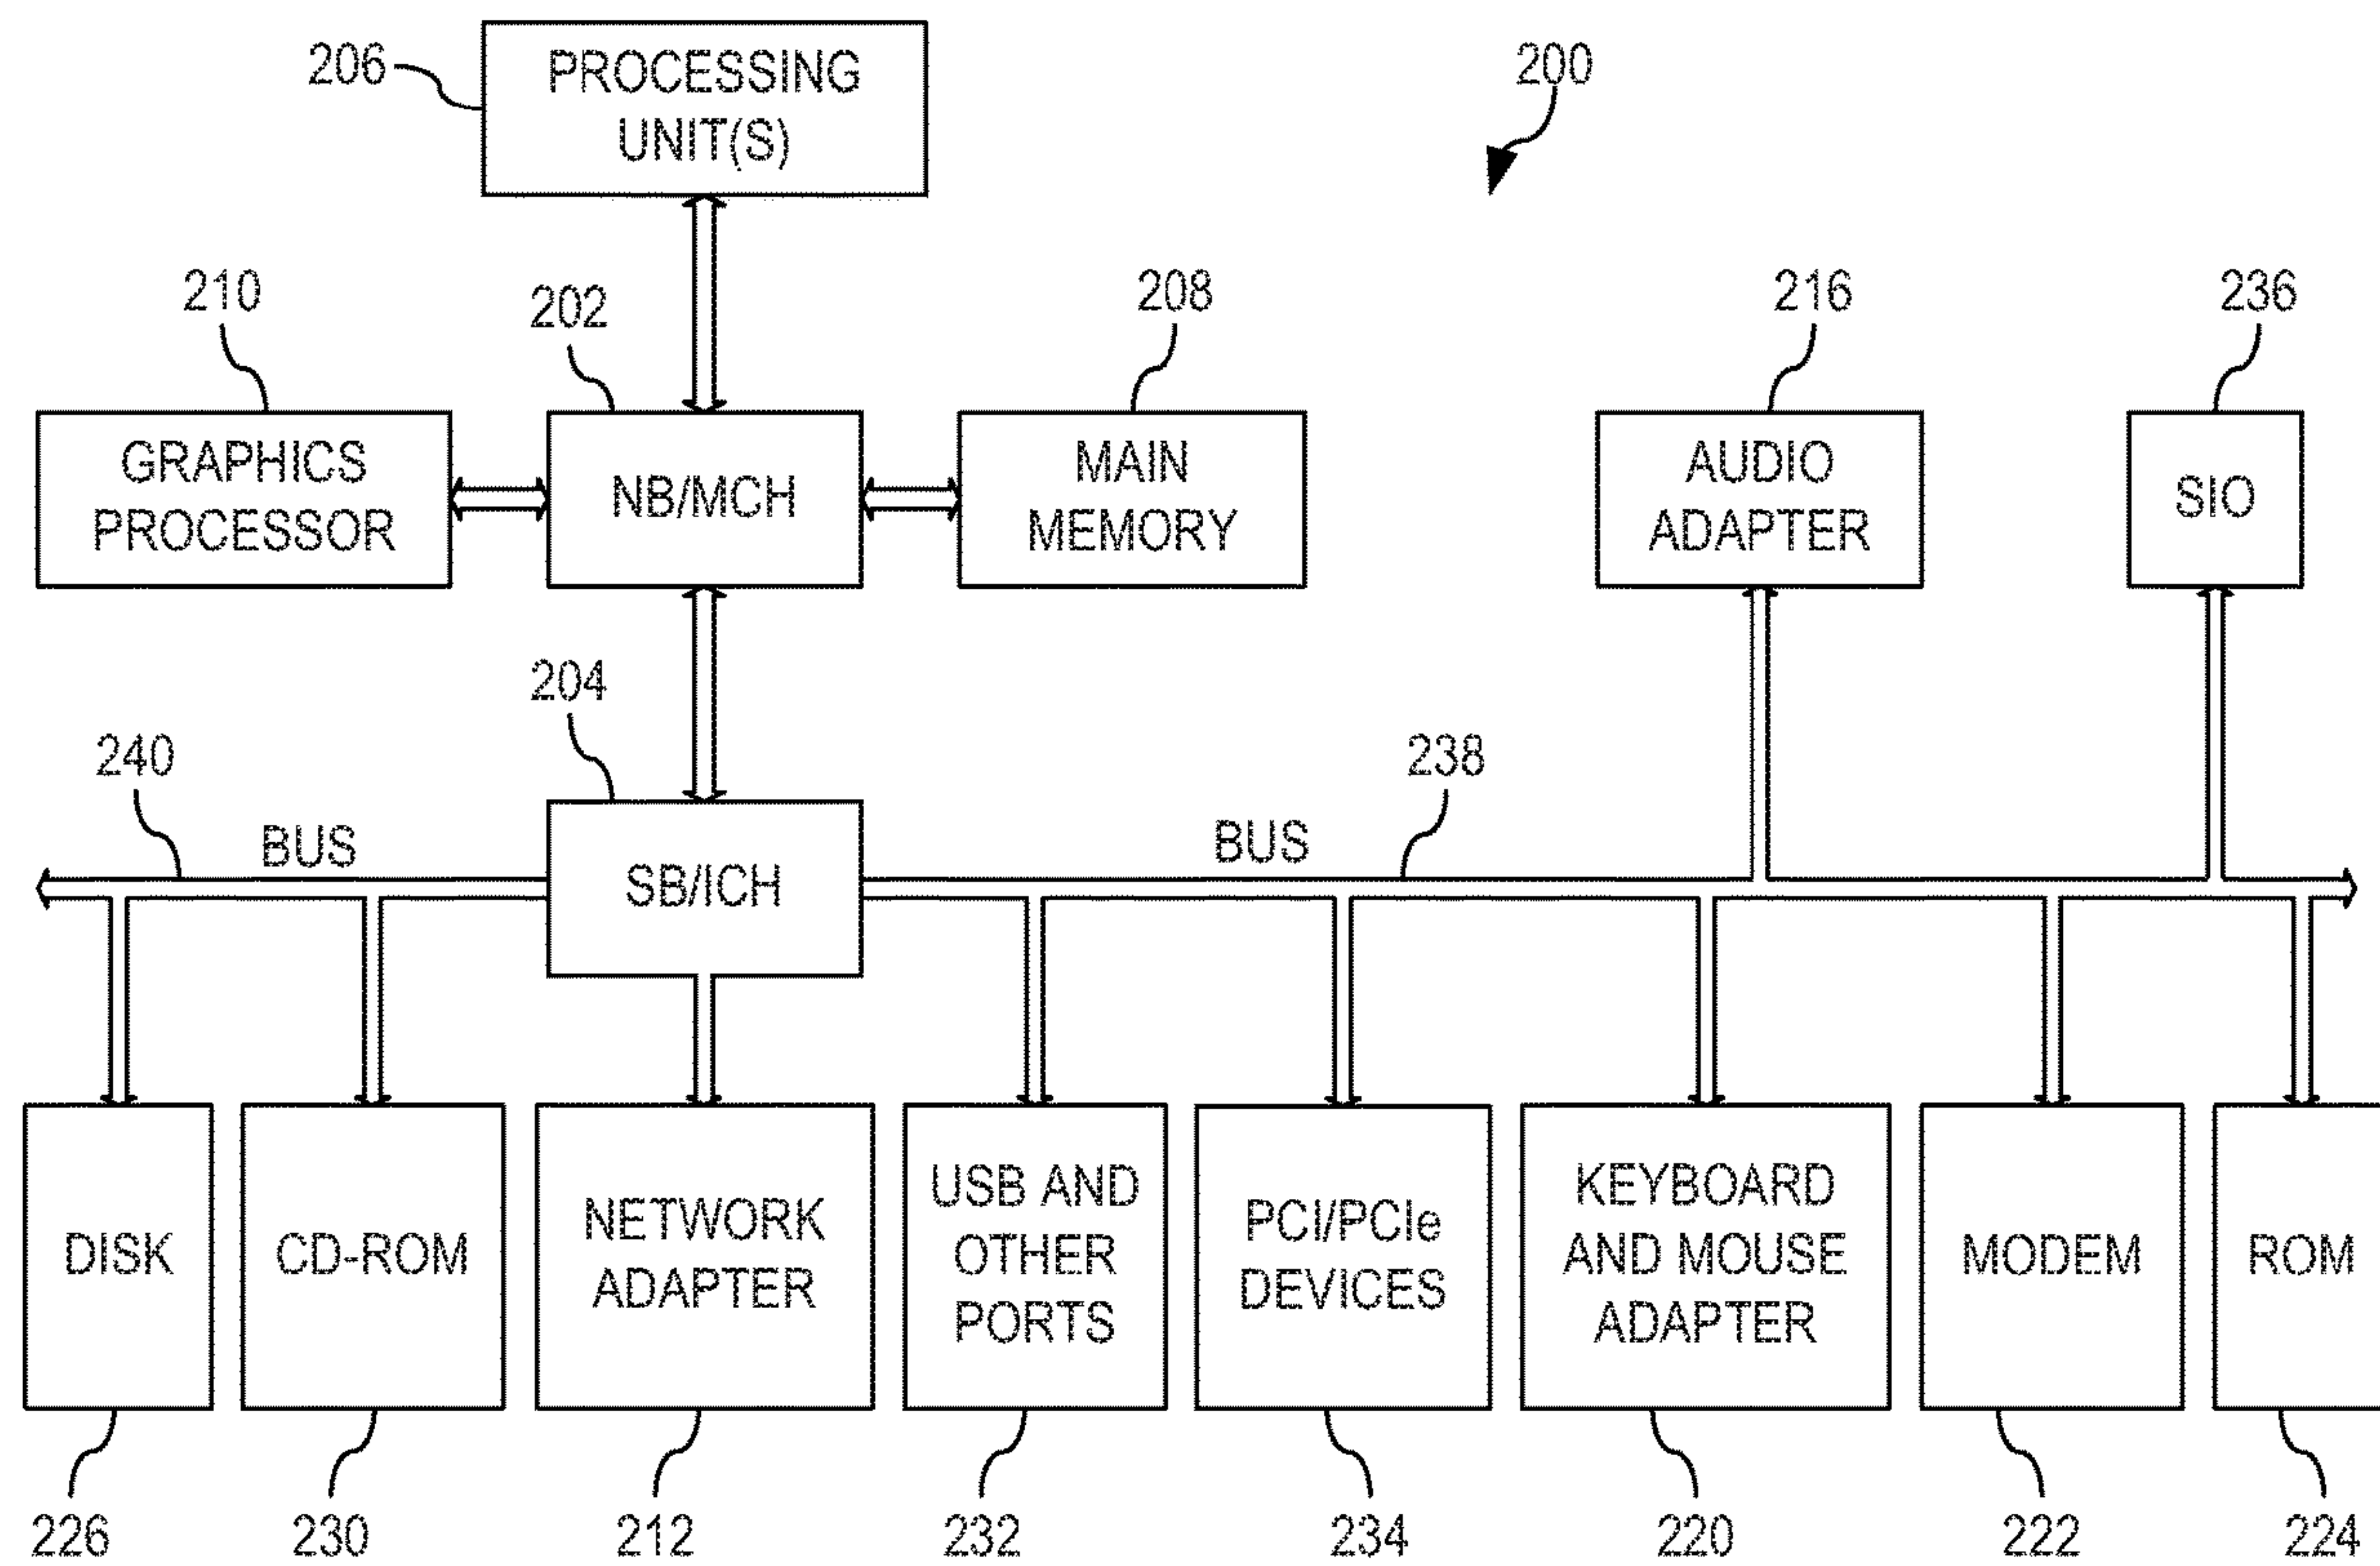 206
PROCESSING
UNIT(S)
200
210
202
208
216
236
GRAPHICS
PROCESSOR
NB/MCH
MAIN
MEMORY
AUDIO
ADAPTER
SIO
204
240
238
BUS
BUS
SB/ICH
DISK
CD-ROM
NETWORK
ADAPTER
USB AND
OTHER
PORTS
PCI/PCIe
DEVICES
KEYBOARD
AND MOUSE
ADAPTER
MODEM
ROM
226
230
212
232
234
220
222
224